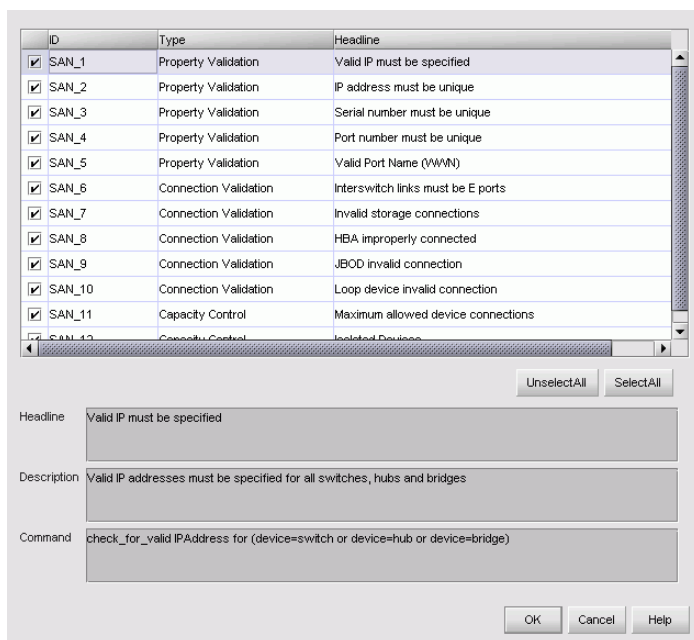 ID Type Headline
SAN_1 Property Validation Valid IP must be specified
SAN_2 Property Validation IP address must be unique
SAN_3 Property Validation Serial number must be unique
SAN_4 Property Validation Port number must be unique
SAN_5 Property Validation Valid Port Name (WWN)
SAN_6 Connection Validation Interswitch links must be E ports
SAN_7 Connection Validation Invalid storage connections
SAN_8 Connection Validation HBA improperly connected
SAN_9 Connection Validation JBOD invalid connection
SAN_10 Connection Validation Loop device invalid connection
SAN_11 Capacity Control Maximum allowed device connections
SAN_12 Capacity Control Isolated Devices
UnselectAll SelectAll
Headline Valid IP must be specified
Description Valid IP addresses must be specified for all switches, hubs and bridges
Command check_for_valid IPAddress for (device=switch or device=hub or device=bridge)
OK Cancel Help